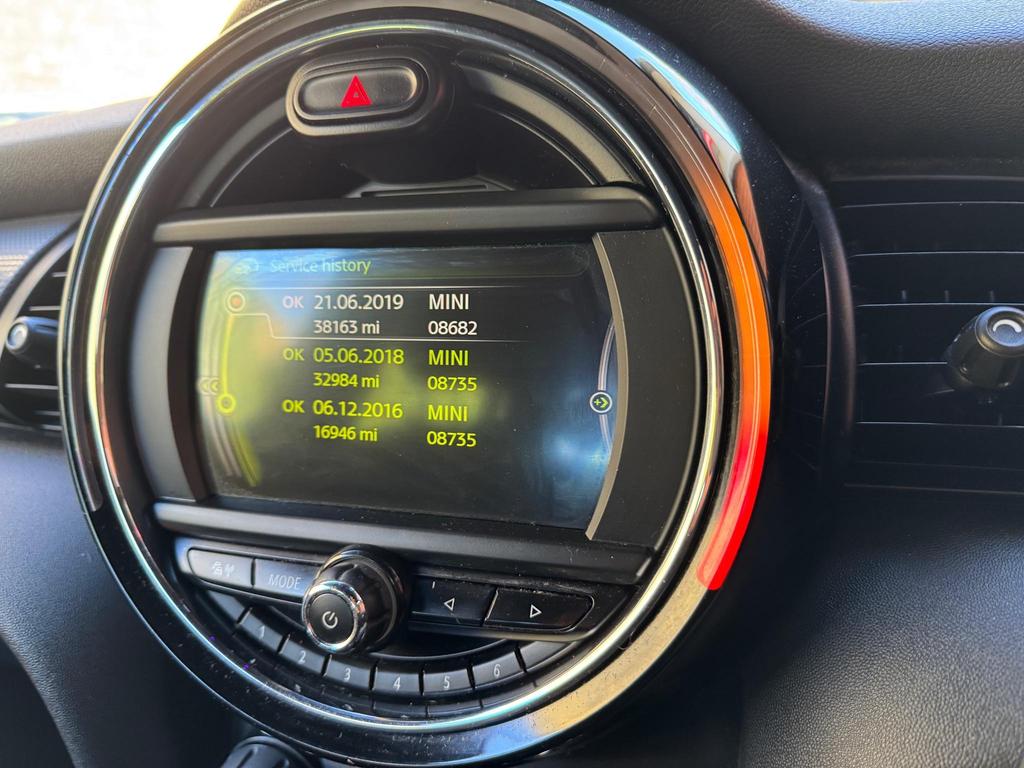 Service history
OK 21.06.2019 MINI
38163 mi 08682
OK 05.06.2018 MINI
32984 mi 08735
OK 06.12.2016 MINI
16946 mi 08735
MODE
1 2 3 4 5 6